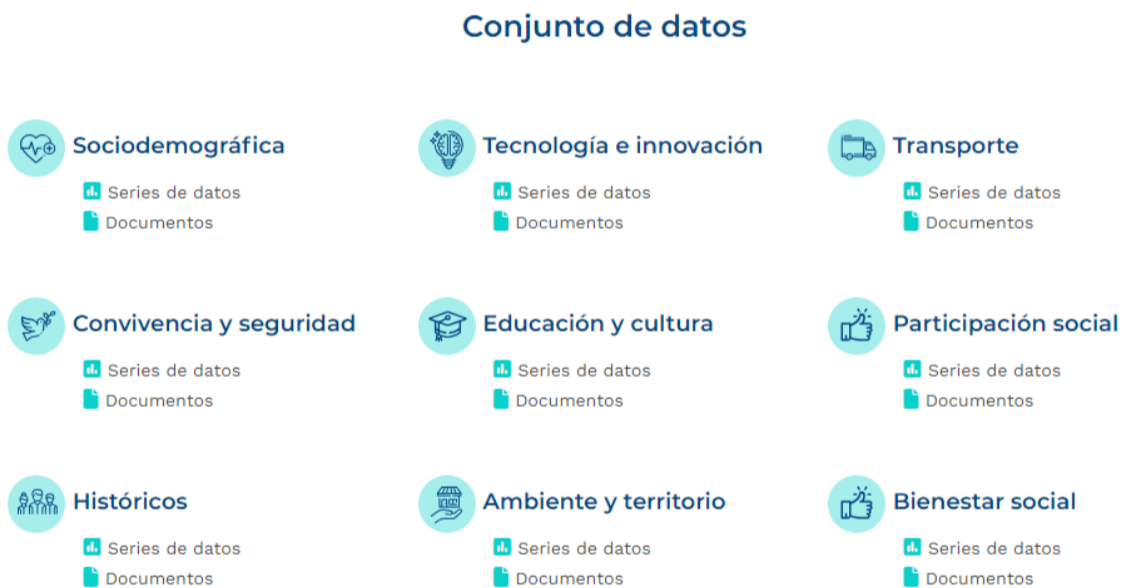 Conjunto de datos
Sociodemográfica
Series de datos
Documentos
Tecnología e innovación
Series de datos
Documentos
Transporte
Series de datos
Documentos
Convivencia y seguridad
Series de datos
Documentos
Educación y cultura
Series de datos
Documentos
Participación social
Series de datos
Documentos
Históricos
Series de datos
Documentos
Ambiente y territorio
Series de datos
Documentos
Bienestar social
Series de datos
Documentos